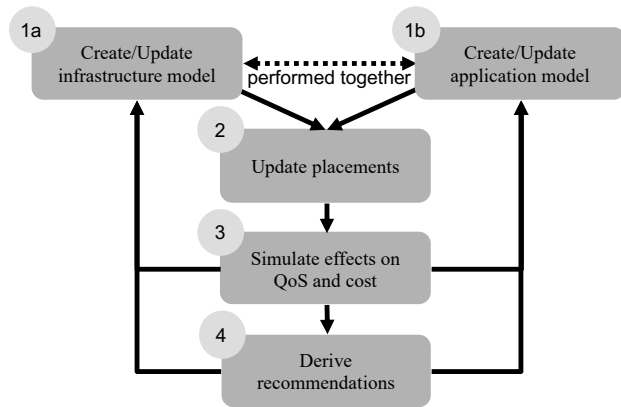 1a
Create/Update
infrastructure model
performed together
1b
Create/Update
application model
2
Update placements
3
Simulate effects on
QoS and cost
4
Derive
recommendations